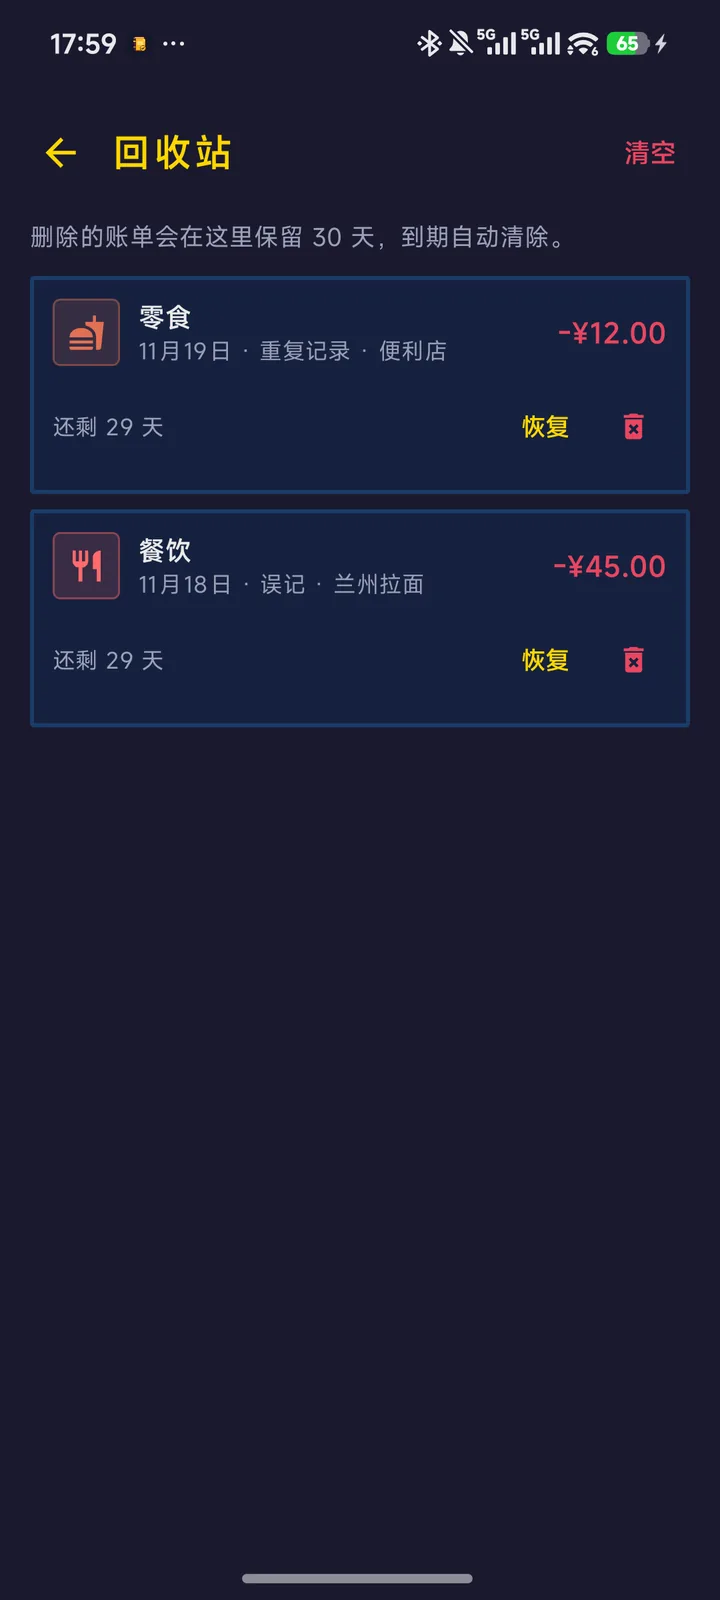 17:59
5G 5G 6 65
回收站
清空
删除的账单会在这里保留 30 天，到期自动清除。
零食
11月19日 · 重复记录 · 便利店
-¥12.00
还剩 29 天
恢复
餐饮
11月18日 · 误记 · 兰州拉面
-¥45.00
还剩 29 天
恢复